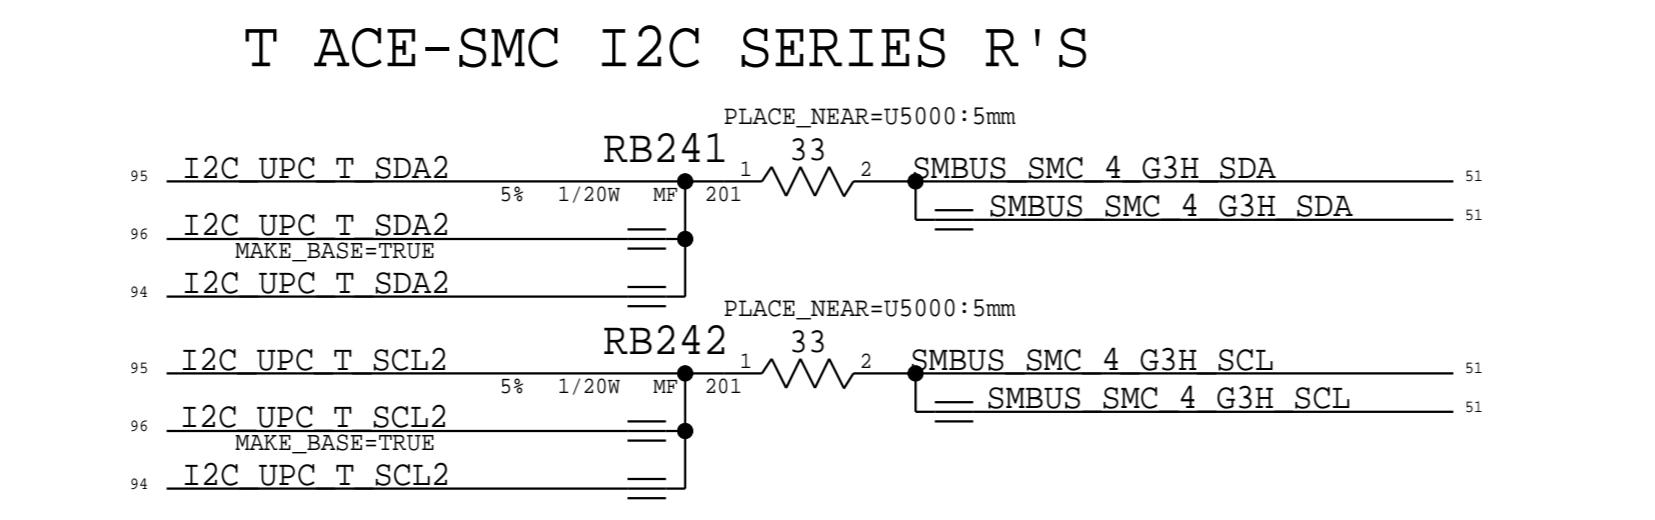 T ACE-SMC I2C SERIES R'S
PLACE_NEAR=U5000:5mm
RB241 33
95 I2C_UPC_T_SDA2 1 2 SMBUS_SMC_4_G3H_SDA 51
5% 1/20W MF 201
SMBUS_SMC_4_G3H_SDA 51
96 I2C_UPC_T_SDA2
MAKE_BASE=TRUE
94 I2C_UPC_T_SDA2
PLACE_NEAR=U5000:5mm
RB242 33
95 I2C_UPC_T_SCL2 1 2 SMBUS_SMC_4_G3H_SCL 51
5% 1/20W MF 201
SMBUS_SMC_4_G3H_SCL 51
96 I2C_UPC_T_SCL2
MAKE_BASE=TRUE
94 I2C_UPC_T_SCL2